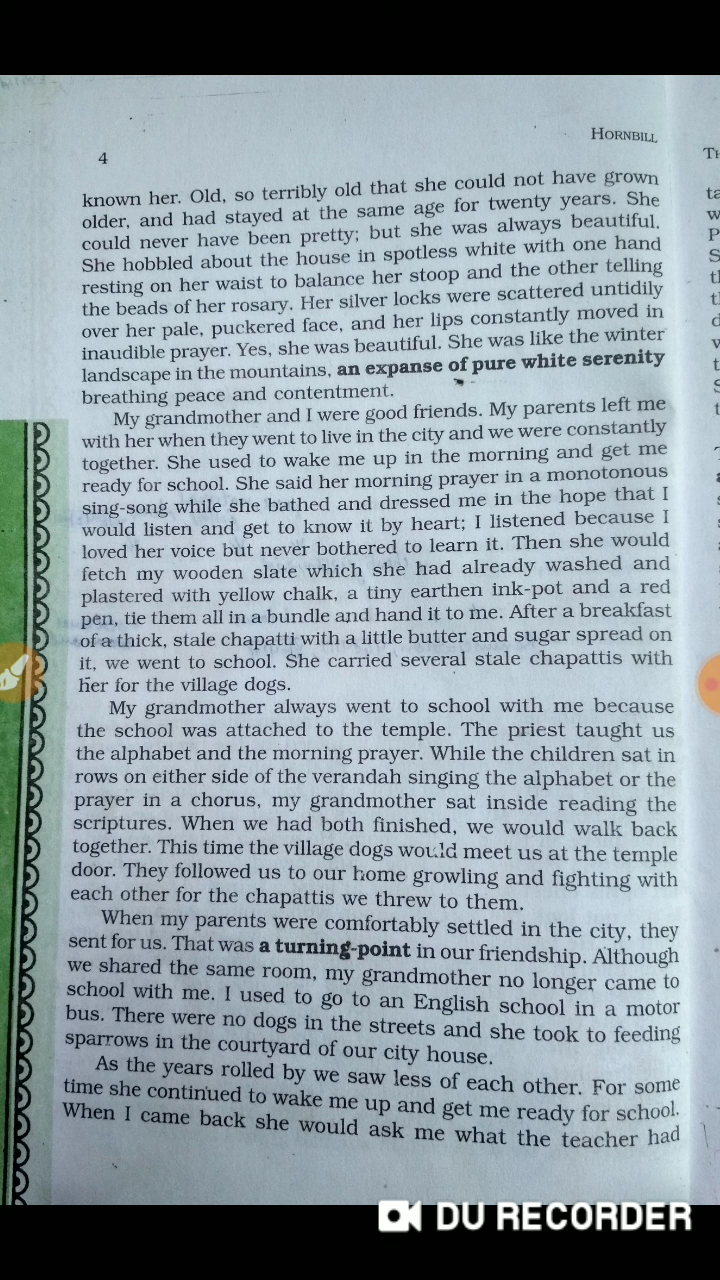 HORNBILL
4
known her. Old, so terribly old that she could not have grown
older, and had stayed at the same age for twenty years. She
could never have been pretty; but she was always beautiful.
She hobbled about the house in spotless white with one hand
resting on her waist to balance her stoop and the other telling
the beads of her rosary. Her silver locks were scattered untidily
over her pale, puckered face, and her lips constantly moved in
inaudible prayer. Yes, she was beautiful. She was like the winter
landscape in the mountains, an expanse of pure white serenity
breathing peace and contentment.
My grandmother and I were good friends. My parents left me
with her when they went to live in the city and we were constantly
together. She used to wake me up in the morning and get me
ready for school. She said her morning prayer in a monotonous
sing-song while she bathed and dressed me in the hope that I
would listen and get to know it by heart; I listened because I
loved her voice but never bothered to learn it. Then she would
fetch my wooden slate which she had already washed and
plastered with yellow chalk, a tiny earthen ink-pot and a red
pen, tie them all in a bundle and hand it to me. After a breakfast
of a thick, stale chapatti with a little butter and sugar spread on
it, we went to school. She carried several stale chapattis with
her for the village dogs.
My grandmother always went to school with me because
the school was attached to the temple. The priest taught us
the alphabet and the morning prayer. While the children sat in
rows on either side of the verandah singing the alphabet or the
prayer in a chorus, my grandmother sat inside reading the
scriptures. When we had both finished, we would walk back
together. This time the village dogs would meet us at the temple
door. They followed us to our home growling and fighting with
each other for the chapattis we threw to them.
When my parents were comfortably settled in the city, they
sent for us. That was a turning-point in our friendship. Although
we shared the same room, my grandmother no longer came to
school with me. I used to go to an English school in a motor
bus. There were no dogs in the streets and she took to feeding
sparrows in the courtyard of our city house.
As the years rolled by we saw less of each other. For some
time she continued to wake me up and get me ready for school.
When I came back she would ask me what the teacher had
DU RECORDER